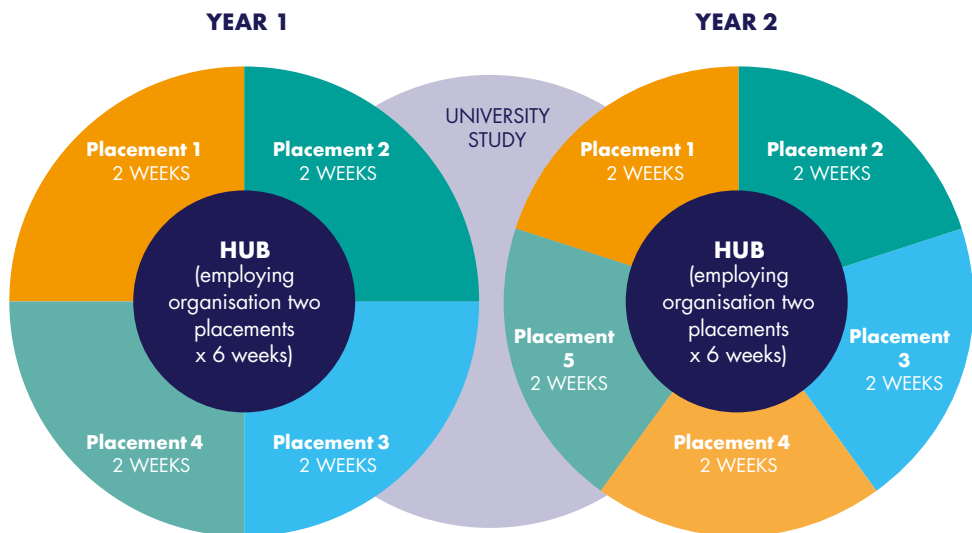 YEAR 1
Placement 1
2 WEEKS
Placement 2
2 WEEKS
HUB
(employing
organisation two
placements
x 6 weeks)
Placement 4
2 WEEKS
Placement 3
2 WEEKS
UNIVERSITY
STUDY
YEAR 2
Placement 1
2 WEEKS
Placement 2
2 WEEKS
HUB
(employing
organisation two
placements
x 6 weeks)
Placement
5
2 WEEKS
Placement
3
2 WEEKS
Placement 4
2 WEEKS